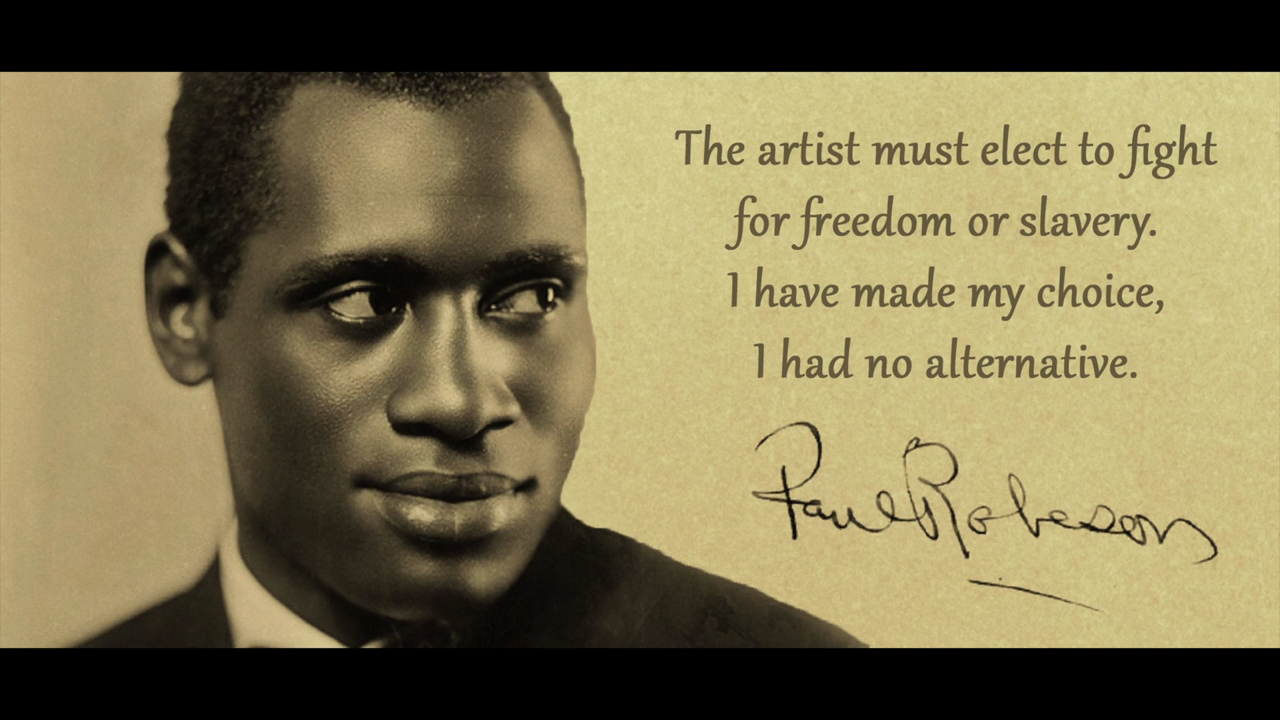 The artist must elect to fight
for freedom or slavery.
I have made my choice,
I had no alternative.
Paul Robeson